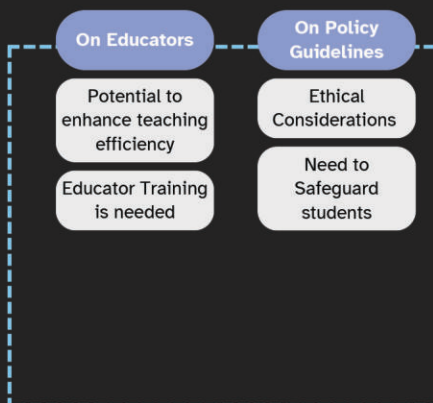 On Educators
Potential to
enhance teaching
efficiency
Educator Training
is needed
On Policy
Guidelines
Ethical
Considerations
Need to
Safeguard
students